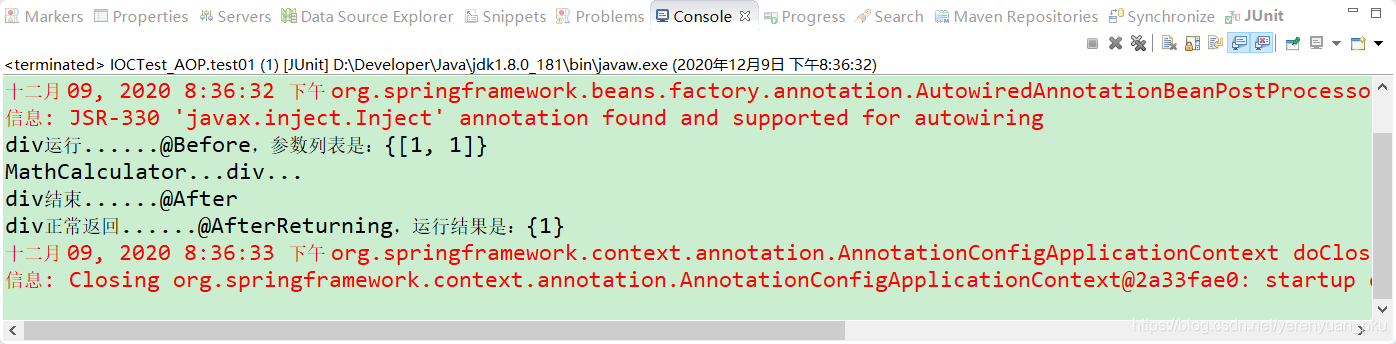 Markers Properties Servers Data Source Explorer Snippets Problems Console Progress Search Maven Repositories Synchronize JUnit
<terminated> IOCTest_AOP.test01 (1) [JUnit] D:\Developer\Java\jdk1.8.0_181\bin\javaw.exe (2020年12月9日 下午8:36:32)
十二月 09, 2020 8:36:32 下午 org.springframework.beans.factory.annotation.AutowiredAnnotationBeanPostProcesso
信息: JSR-330 'javax.inject.Inject' annotation found and supported for autowiring
div运行......@Before，参数列表是：{[1, 1]}
MathCalculator...div...
div结束......@After
div正常返回......@AfterReturning，运行结果是：{1}
十二月 09, 2020 8:36:33 下午 org.springframework.context.annotation.AnnotationConfigApplicationContext doClos
信息: Closing org.springframework.context.annotation.AnnotationConfigApplicationContext@2a33fae0: startup